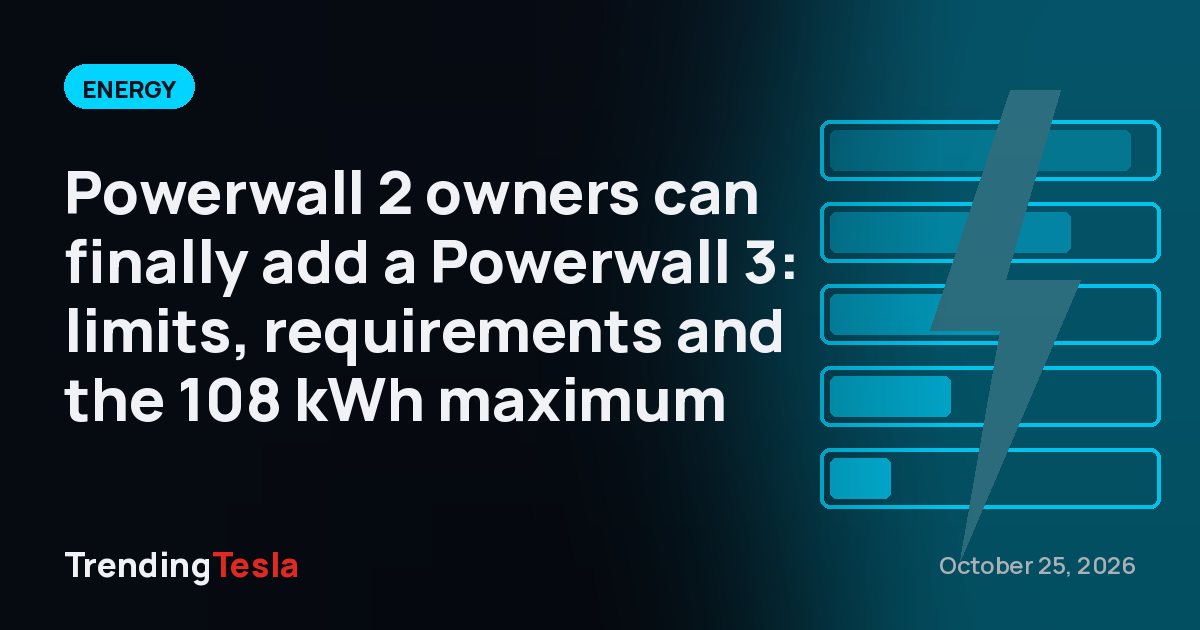 ENERGY
Powerwall 2 owners can
finally add a Powerwall 3:
limits, requirements and
the 108 kWh maximum
TrendingTesla
October 25, 2026